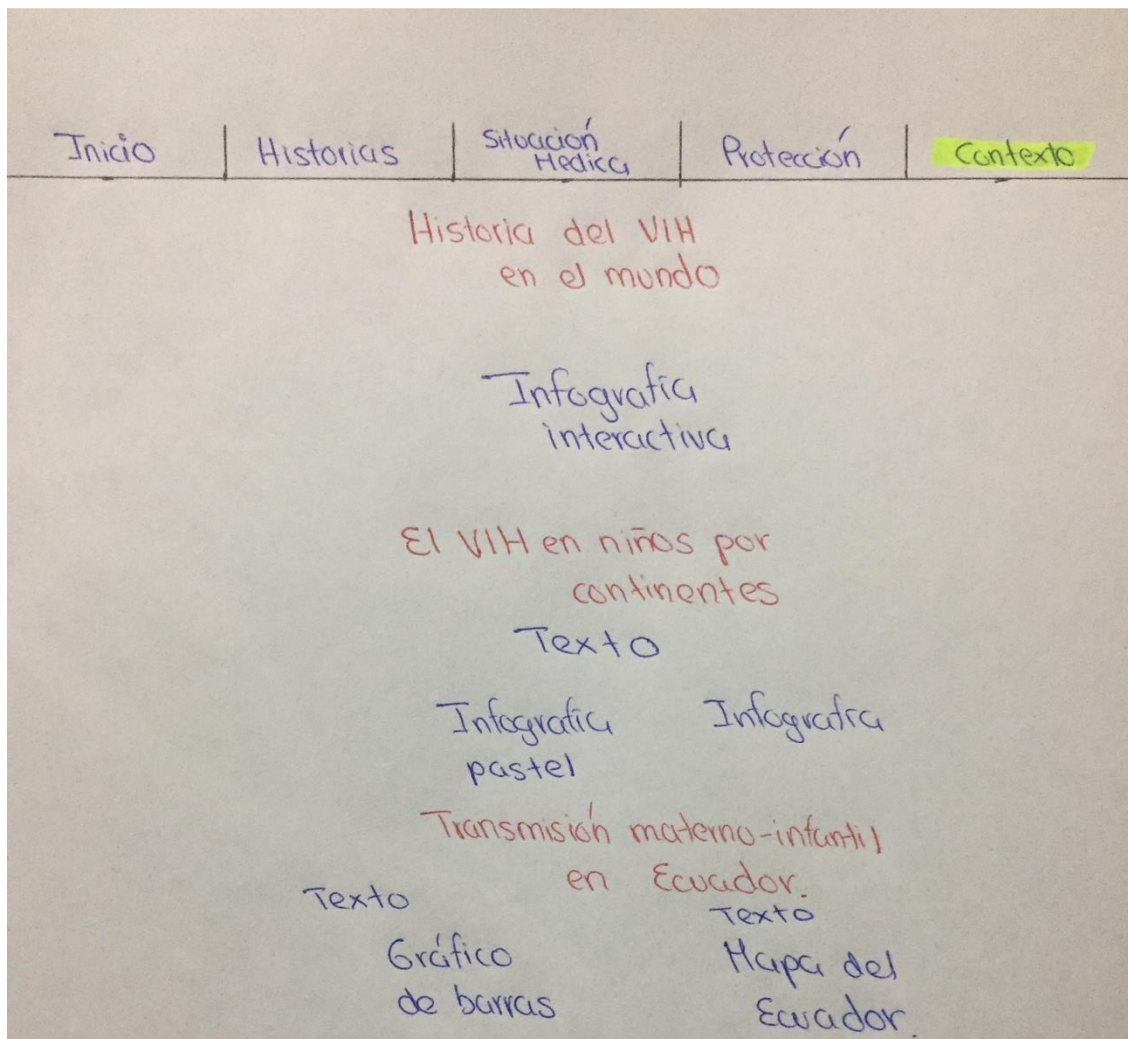 Inicio | Historias | Situación Médica | Protección | Contexto
Historia del VIH
en el mundo
Infografía
interactiva
El VIH en niños por
continentes
Texto
Infografía Infografía
pastel
Transmisión materno-infantil
en Ecuador.
Texto Texto
Gráfico Mapa del
de barras Ecuador.